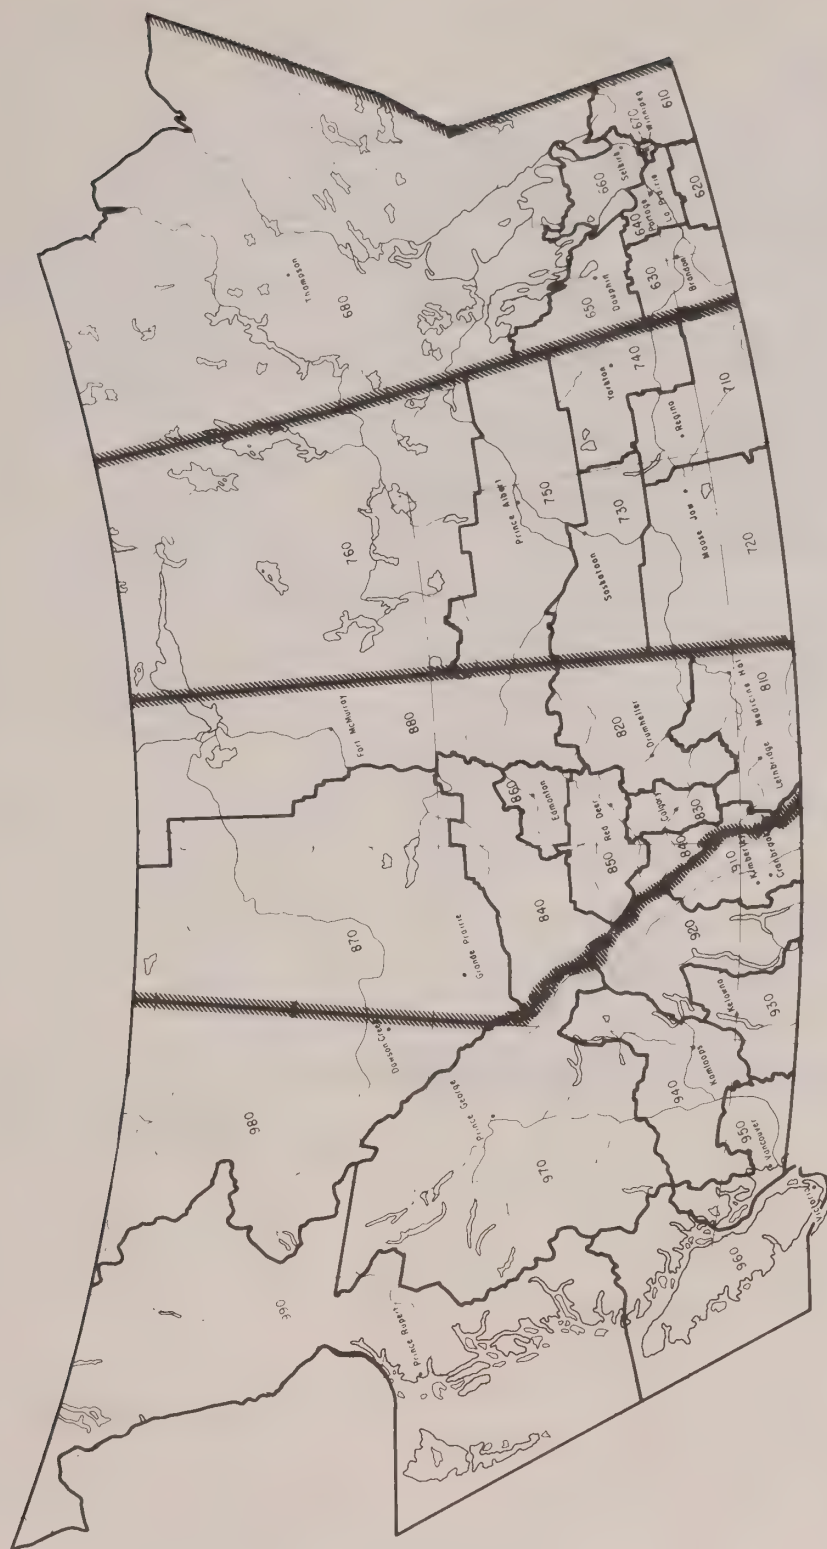 610
Winnipeg
670
620
Selkirk
660
Portage
La Prairie
640
630
Brandon
650
Dauphin
Thompson
680
Yorkton
740
710
Regina
Prince Albert
750
730
Saskatoon
Moose Jaw
720
760
Fort McMurray
880
Medicine Hat
810
Lethbridge
820
Drumheller
860
Edmonton
Red Deer
850
Calgary
830
840
840
910
Kimberley
Cranbrook
870
Grande Prairie
920
Kelowna
930
Kamloops
940
Dawson Creek
980
Prince George
970
950
Vancouver
Victoria
960
990
Prince Rupert